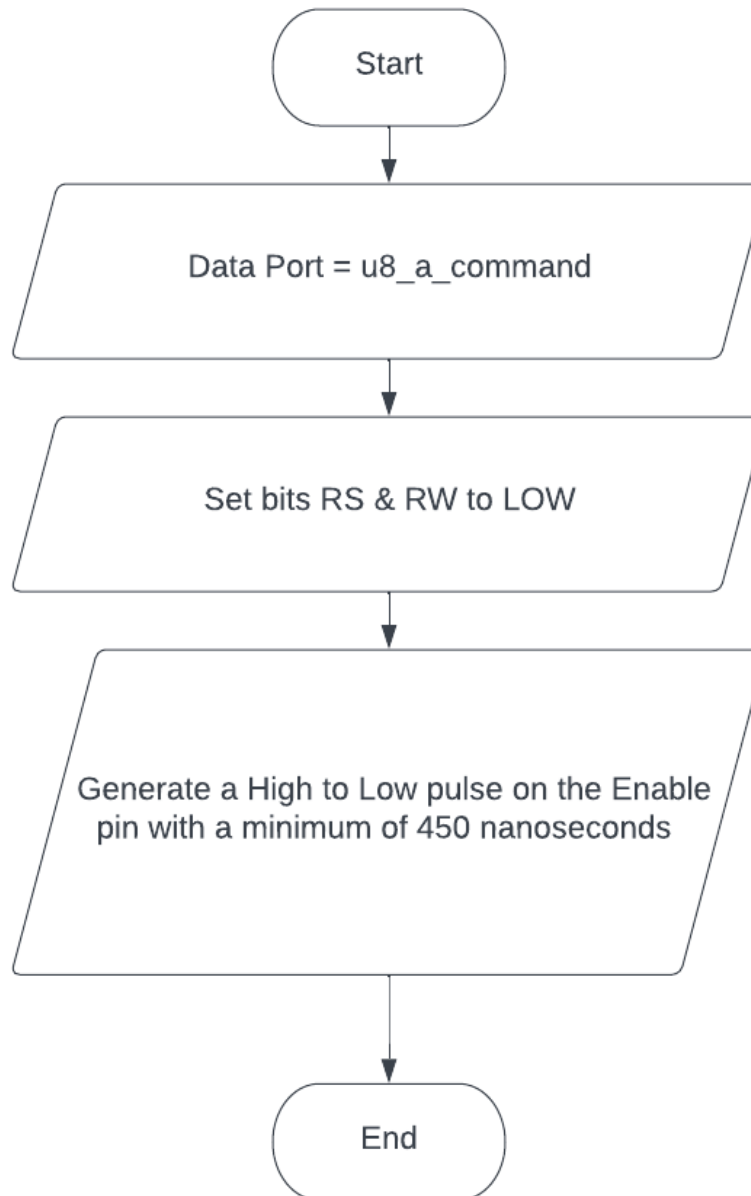 Start
Data Port = u8_a_command
Set bits RS & RW to LOW
Generate a High to Low pulse on the Enable
pin with a minimum of 450 nanoseconds
End